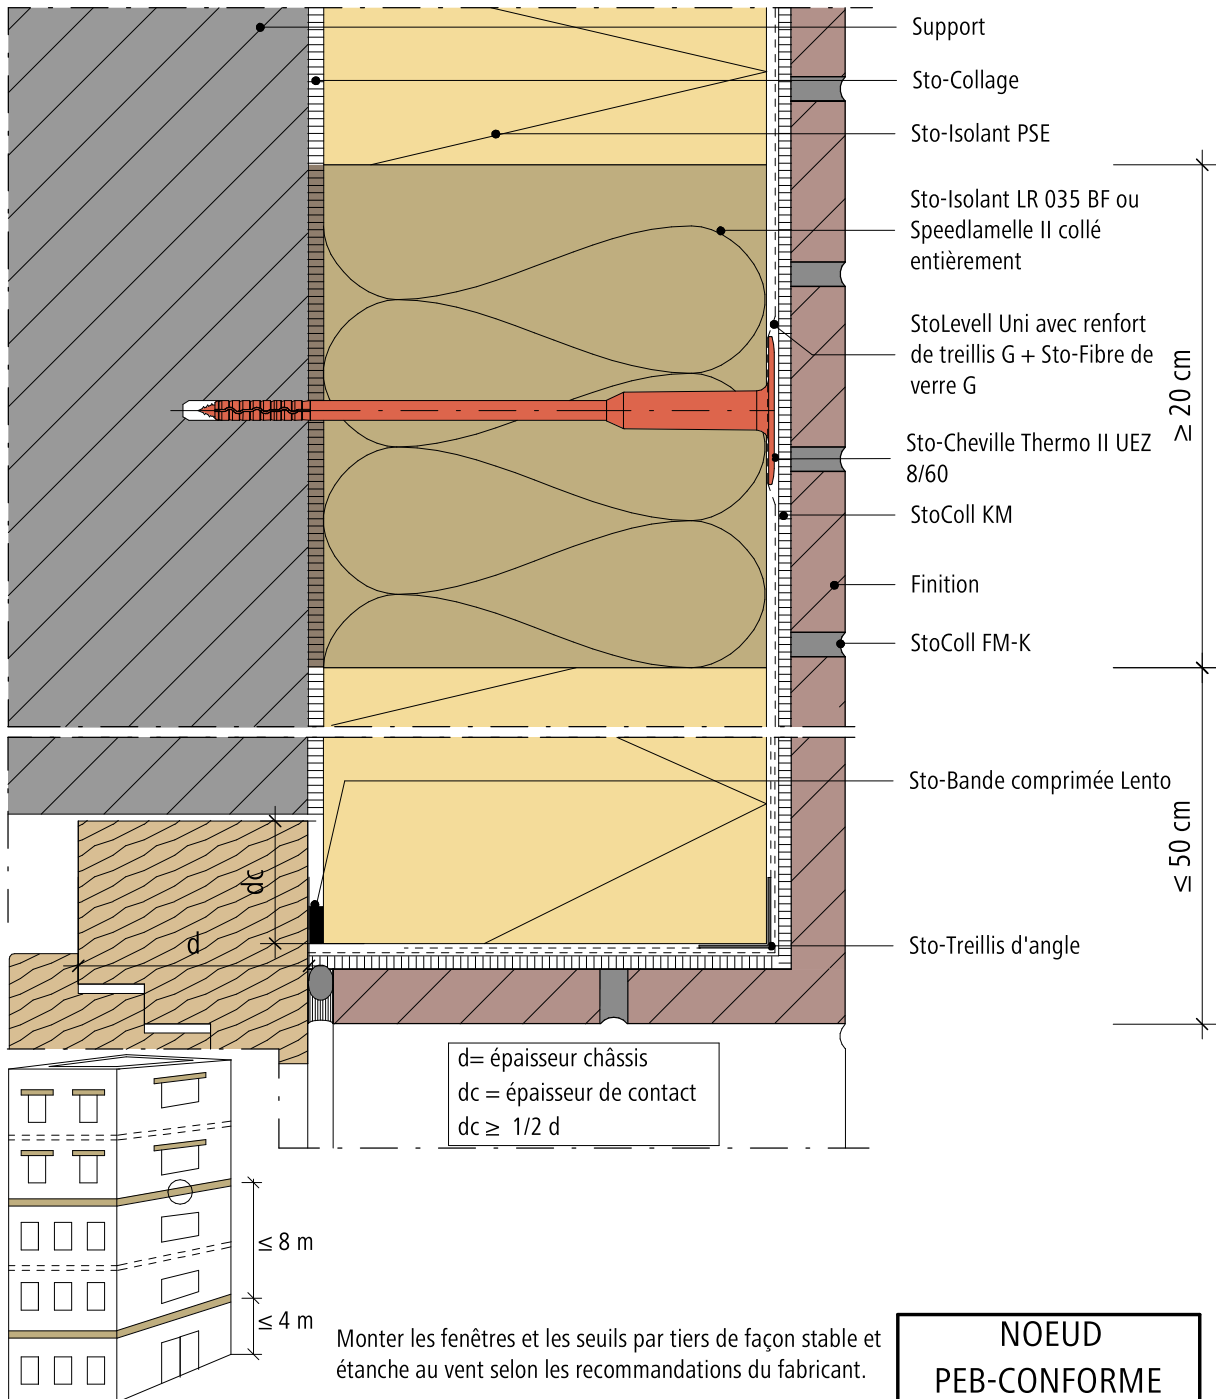 Support
Sto-Collage
Sto-Isolant PSE
Sto-Isolant LR 035 BF ou
Speedlamelle II collé
entièrement
StoLevell Uni avec renfort
de treillis G + Sto-Fibre de
verre G
≥ 20 cm
Sto-Cheville Thermo II UEZ
8/60
StoColl KM
Finition
StoColl FM-K
Sto-Bande comprimée Lento
≤ 50 cm
dc
d
Sto-Treillis d'angle
d= épaisseur châssis
dc = épaisseur de contact
dc ≥ 1/2 d
≤ 8 m
≤ 4 m
Monter les fenêtres et les seuils par tiers de façon stable et
étanche au vent selon les recommandations du fabricant.
NOEUD
PEB-CONFORME